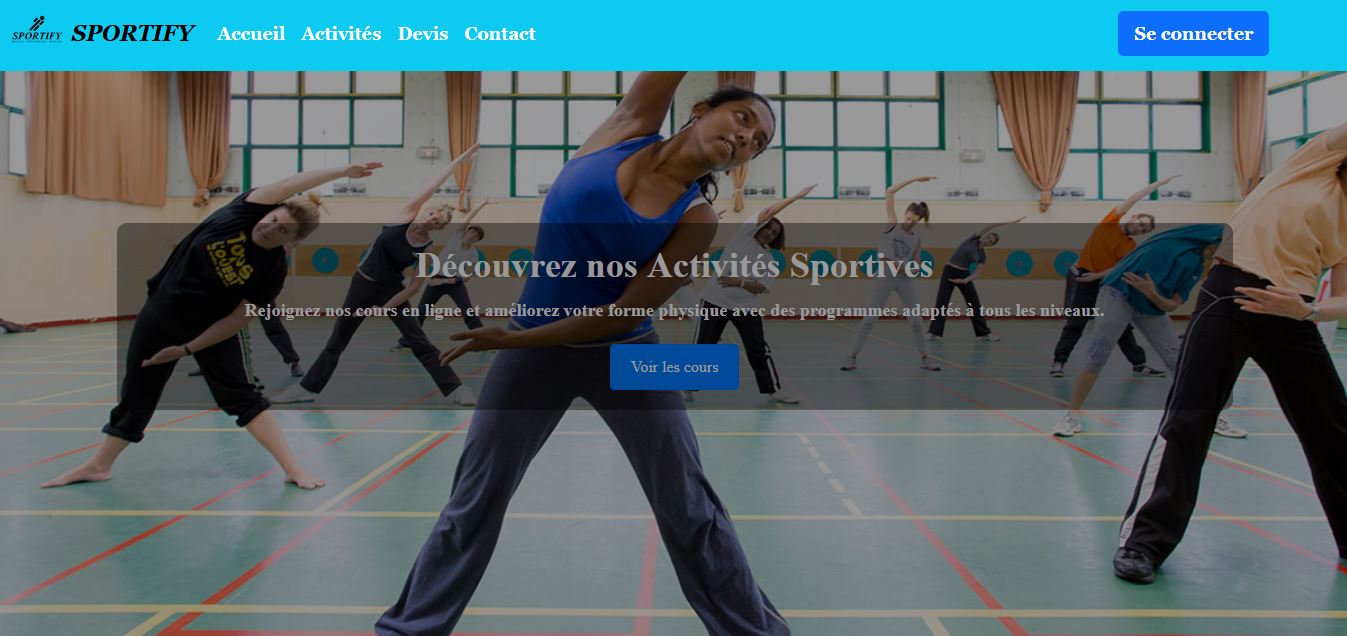 SPORTIFY
SPORTIFY
Accueil
Activités
Devis
Contact
Se connecter
Découvrez nos Activités Sportives
Rejoignez nos cours en ligne et améliorez votre forme physique avec des programmes adaptés à tous les niveaux.
Voir les cours
TOUS